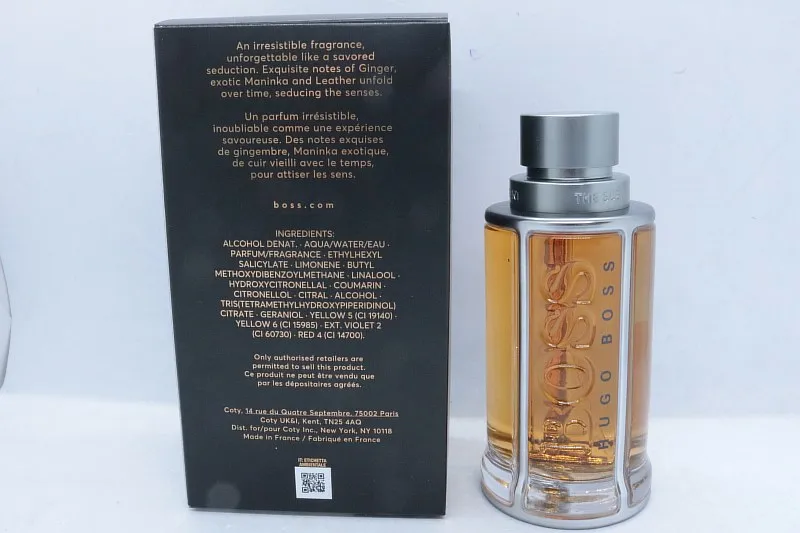 An irresistible fragrance,
unforgettable like a savored
seduction. Exquisite notes of Ginger,
exotic Maninka and Leather unfold
over time, seducing the senses.
Un parfum irrésistible,
inoubliable comme une expérience
savoureuse. Des notes exquises
de gingembre, Maninka exotique,
de cuir vieilli avec le temps,
pour attiser les sens.
boss.com
INGREDIENTS:
ALCOHOL DENAT. · AQUA/WATER/EAU ·
PARFUM/FRAGRANCE · ETHYLHEXYL
SALICYLATE · LIMONENE · BUTYL
METHOXYDIBENZOYLMETHANE · LINALOOL ·
HYDROXYCITRONELLAL · COUMARIN ·
CITRONELLOL · CITRAL · ALCOHOL ·
TRIS(TETRAMETHYLHYDROXYPIPERIDINOL)
CITRATE · GERANIOL · YELLOW 5 (CI 19140) ·
YELLOW 6 (CI 15985) · EXT. VIOLET 2
(CI 60730) · RED 4 (CI 14700).
Only authorised retailers are
permitted to sell this product.
Ce produit ne peut être vendu que
par les dépositaires agréés.
Coty, 14 rue du Quatre Septembre, 75002 Paris
Coty UK&I, Kent, TN25 4AQ
Dist. for/pour Coty Inc., New York, NY 10118
Made in France / Fabriqué en France
IT: ETICHETTA
AMBIENTALE
THE
BOSS
HUGO BOSS